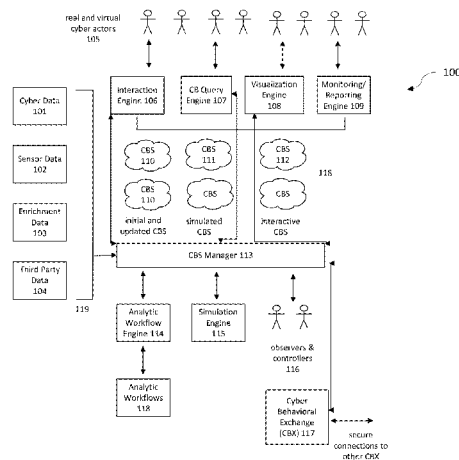 real and virtual
cyber actors
105
100
Interaction
Engine 106
CB Query
Engine 107
Visualization
Engine
108
Monitoring/
Reporting
Engine 109
Cyber Data
101
Sensor Data
102
Enrichment
Data
103
Third Party
Data
104
119
CBS
110
CBS
111
CBS
112
118
CBS
110
CBS
CBS
initial and
updated CBS
simulated
CBS
Interactive
CBS
CBS Manager 113
Analytic
Workflow
Engine 114
Simulation
Engine
115
observers &
controllers
116
Analytic
Workflows
118
Cyber
Behavioral
Exchange
(CBX) 117
secure
connections to
other CBX